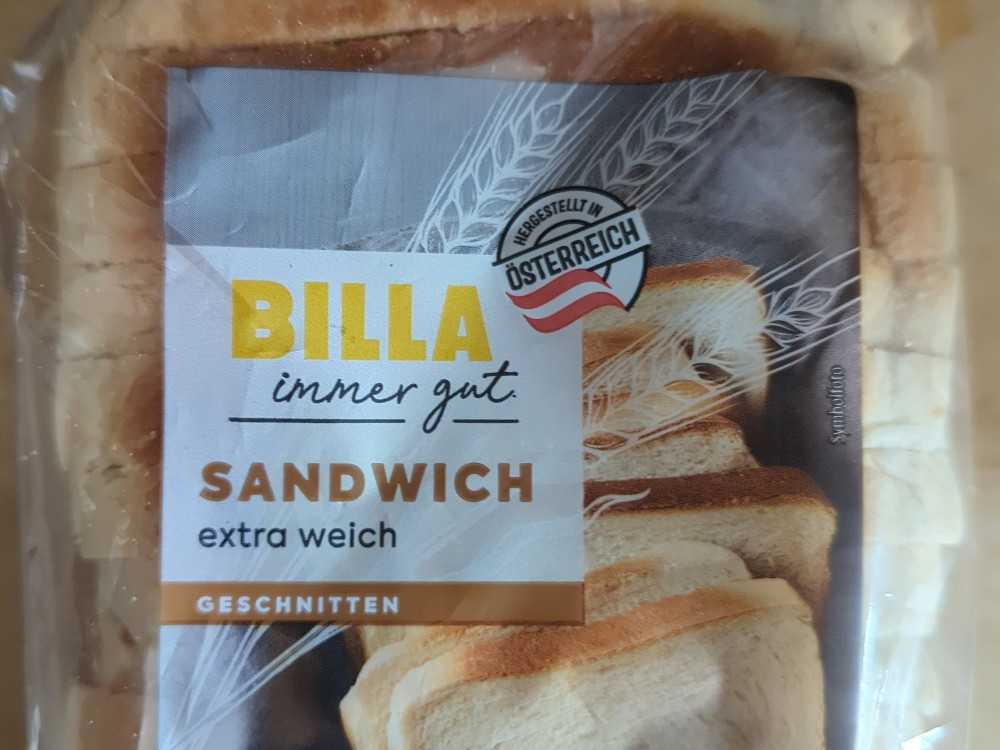 HERGESTELLT IN
ÖSTERREICH
BILLA
immer gut.
SANDWICH
extra weich
GESCHNITTEN
Symbolfoto